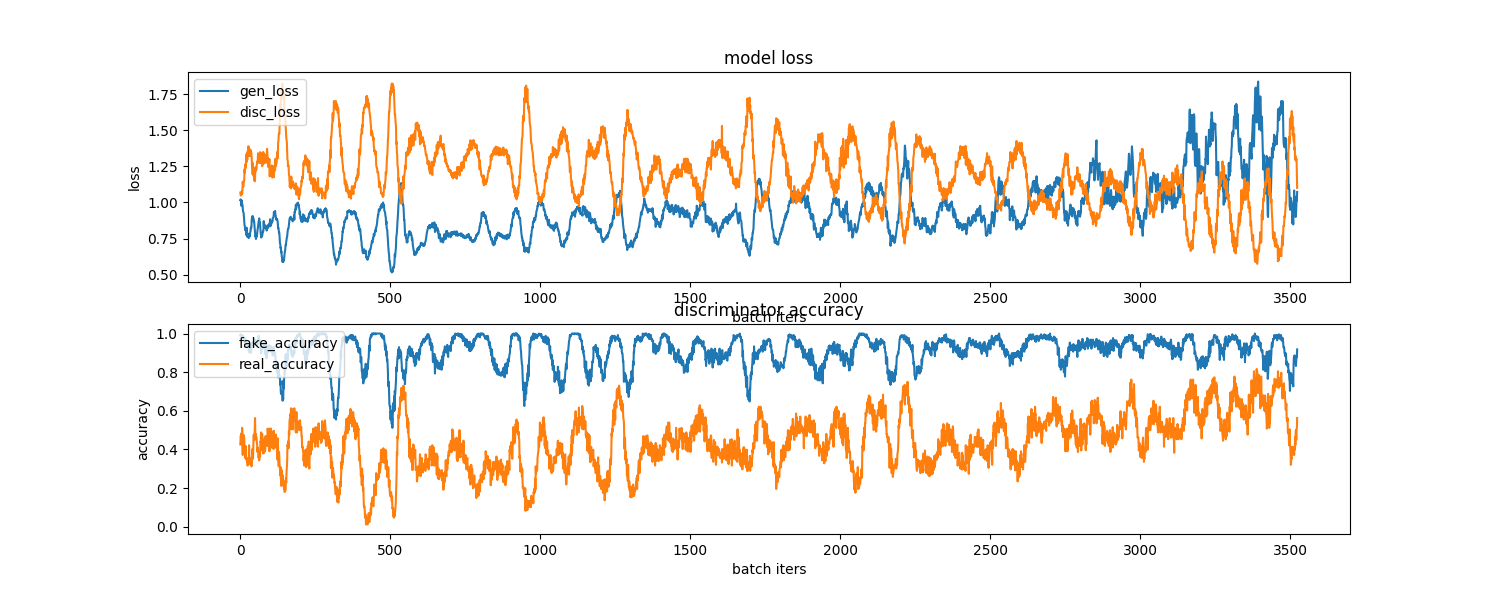 model loss
gen_loss
disc_loss
loss
1.75
1.50
1.25
1.00
0.75
0.50
0 500 1000 1500 2000 2500 3000 3500
batch iters
discriminator accuracy
fake_accuracy
real_accuracy
accuracy
1.0
0.8
0.6
0.4
0.2
0.0
0 500 1000 1500 2000 2500 3000 3500
batch iters